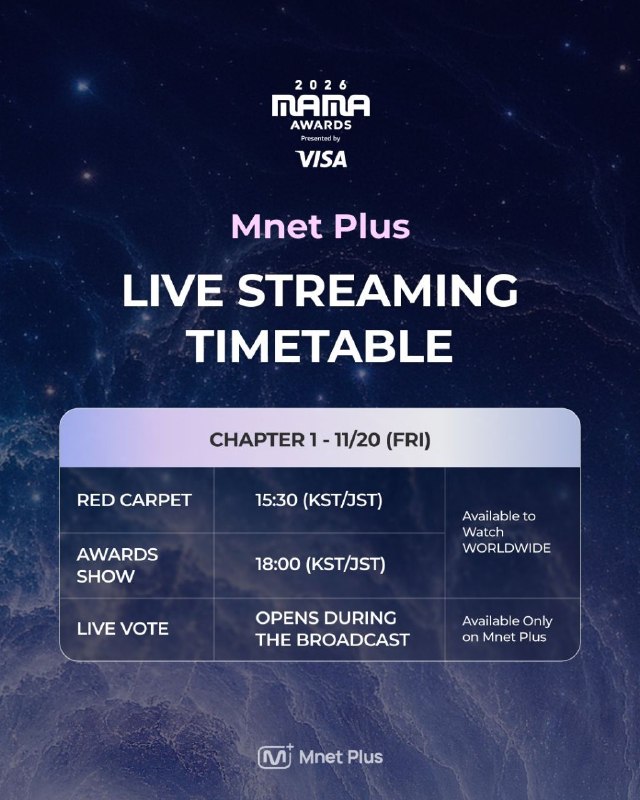 2026
MAMA
AWARDS
Presented by
VISA
Mnet Plus
LIVE STREAMING
TIMETABLE
CHAPTER 1 - 11/20 (FRI)
RED CARPET
15:30 (KST/JST)
Available to
Watch
WORLDWIDE
AWARDS
SHOW
18:00 (KST/JST)
LIVE VOTE
OPENS DURING
THE BROADCAST
Available Only
on Mnet Plus
M+ Mnet Plus